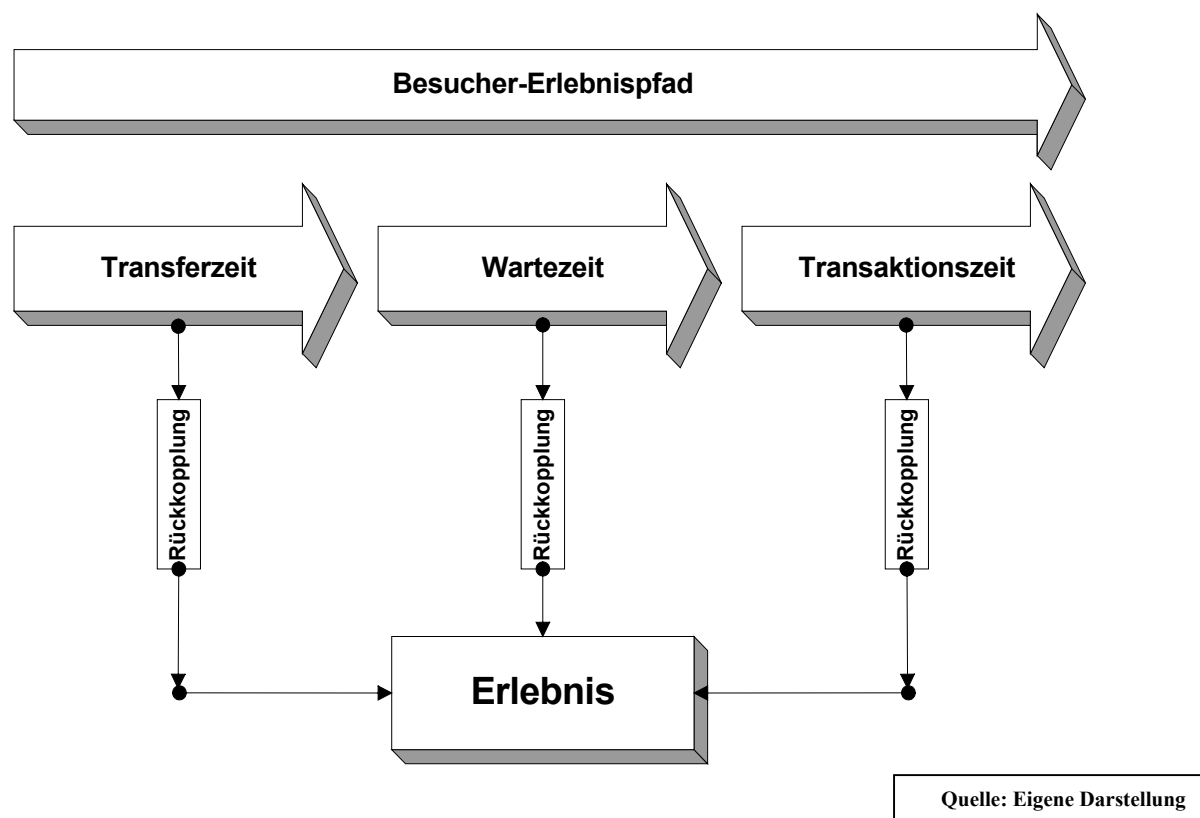 Besucher-Erlebnispfad
Transferzeit
Wartezeit
Transaktionszeit
Rückkopplung
Rückkopplung
Rückkopplung
Erlebnis
Quelle: Eigene Darstellung